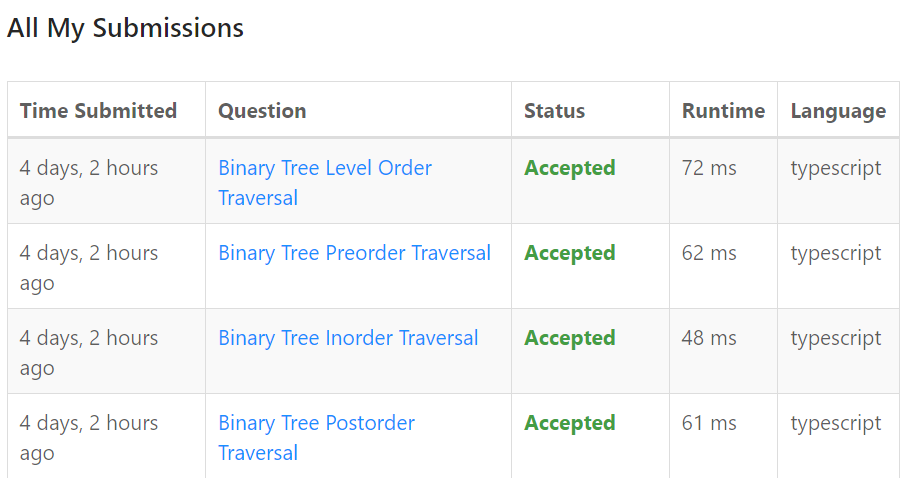 All My Submissions
Time Submitted Question Status Runtime Language
4 days, 2 hours ago Binary Tree Level Order Traversal Accepted 72 ms typescript
4 days, 2 hours ago Binary Tree Preorder Traversal Accepted 62 ms typescript
4 days, 2 hours ago Binary Tree Inorder Traversal Accepted 48 ms typescript
4 days, 2 hours ago Binary Tree Postorder Traversal Accepted 61 ms typescript